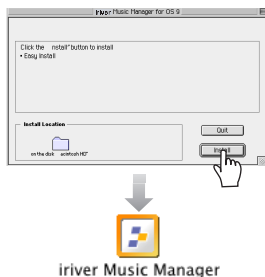 iriver Music Manager for OS 9
Click the nstall" button to install
• Easy Install
Install Location
on the disk acintosh HD"
Quit
Install
iriver Music Manager